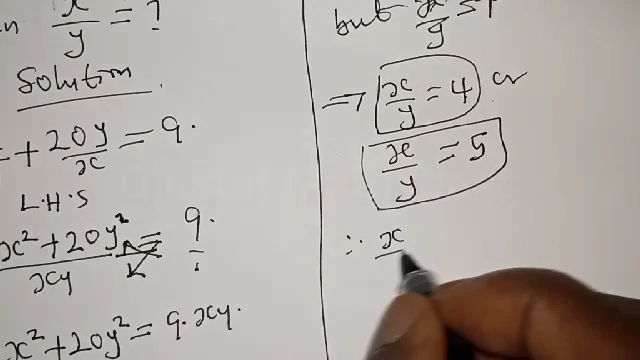 x/y = ?
Solution
+ 20y/x = 9.
L.H.S
x² + 20y²/xy = 9.
x² + 20y² = 9.xy.
but x/y
=> x/y = 4 or
x/y = 5
∴ x